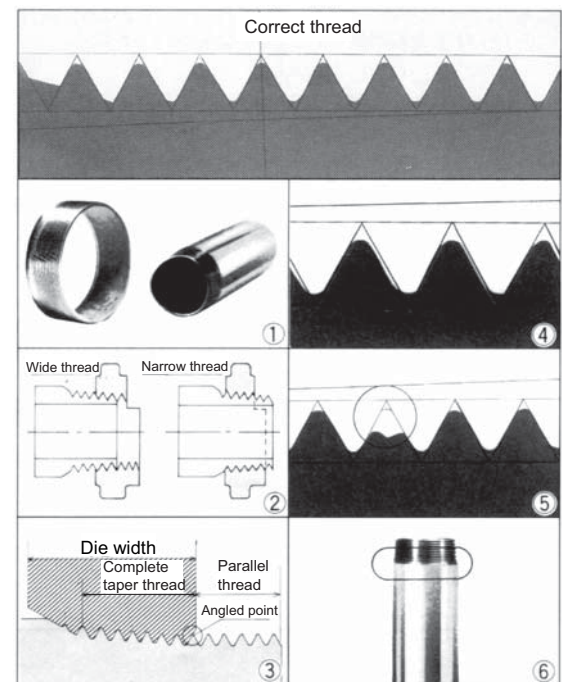 Correct thread
①
④
Wide thread
Narrow thread
②
⑤
Die width
Complete
taper thread
Parallel
thread
Angled point
③
⑥